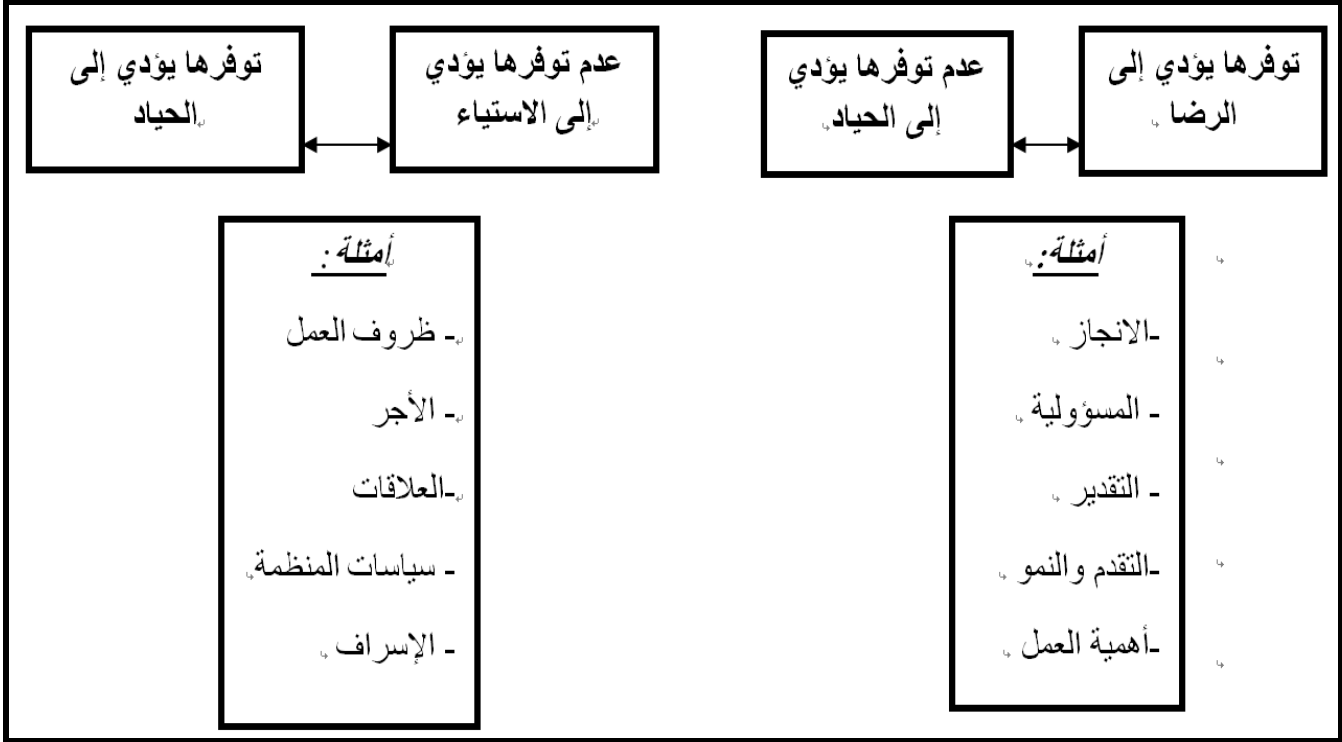 توفرها يؤدي إلى
الرضا
عدم توفرها يؤدي
إلى الحياد
عدم توفرها يؤدي
إلى الاستياء
توفرها يؤدي إلى
الحياد
أمثلة:
-الانجاز
- المسؤولية
- التقدير
-التقدم والنمو
-أهمية العمل
أمثلة:
- ظروف العمل
- الأجر
-العلاقات
- سياسات المنظمة
- الإسراف